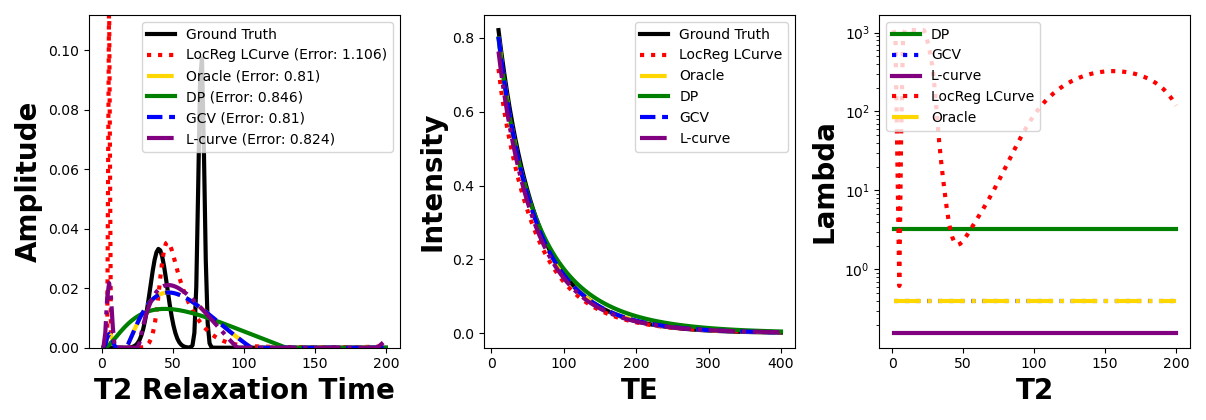 Amplitude
0.10
0.08
0.06
0.04
0.02
0.00
0
50
100
150
200
T2 Relaxation Time
Ground Truth
LocReg LCurve (Error: 1.106)
Oracle (Error: 0.81)
DP (Error: 0.846)
GCV (Error: 0.81)
L-curve (Error: 0.824)
Intensity
0.8
0.6
0.4
0.2
0.0
0
100
200
300
400
TE
Ground Truth
LocReg LCurve
Oracle
DP
GCV
L-curve
Lambda
10³
10²
10¹
10⁰
0
50
100
150
200
T2
DP
GCV
L-curve
LocReg LCurve
Oracle